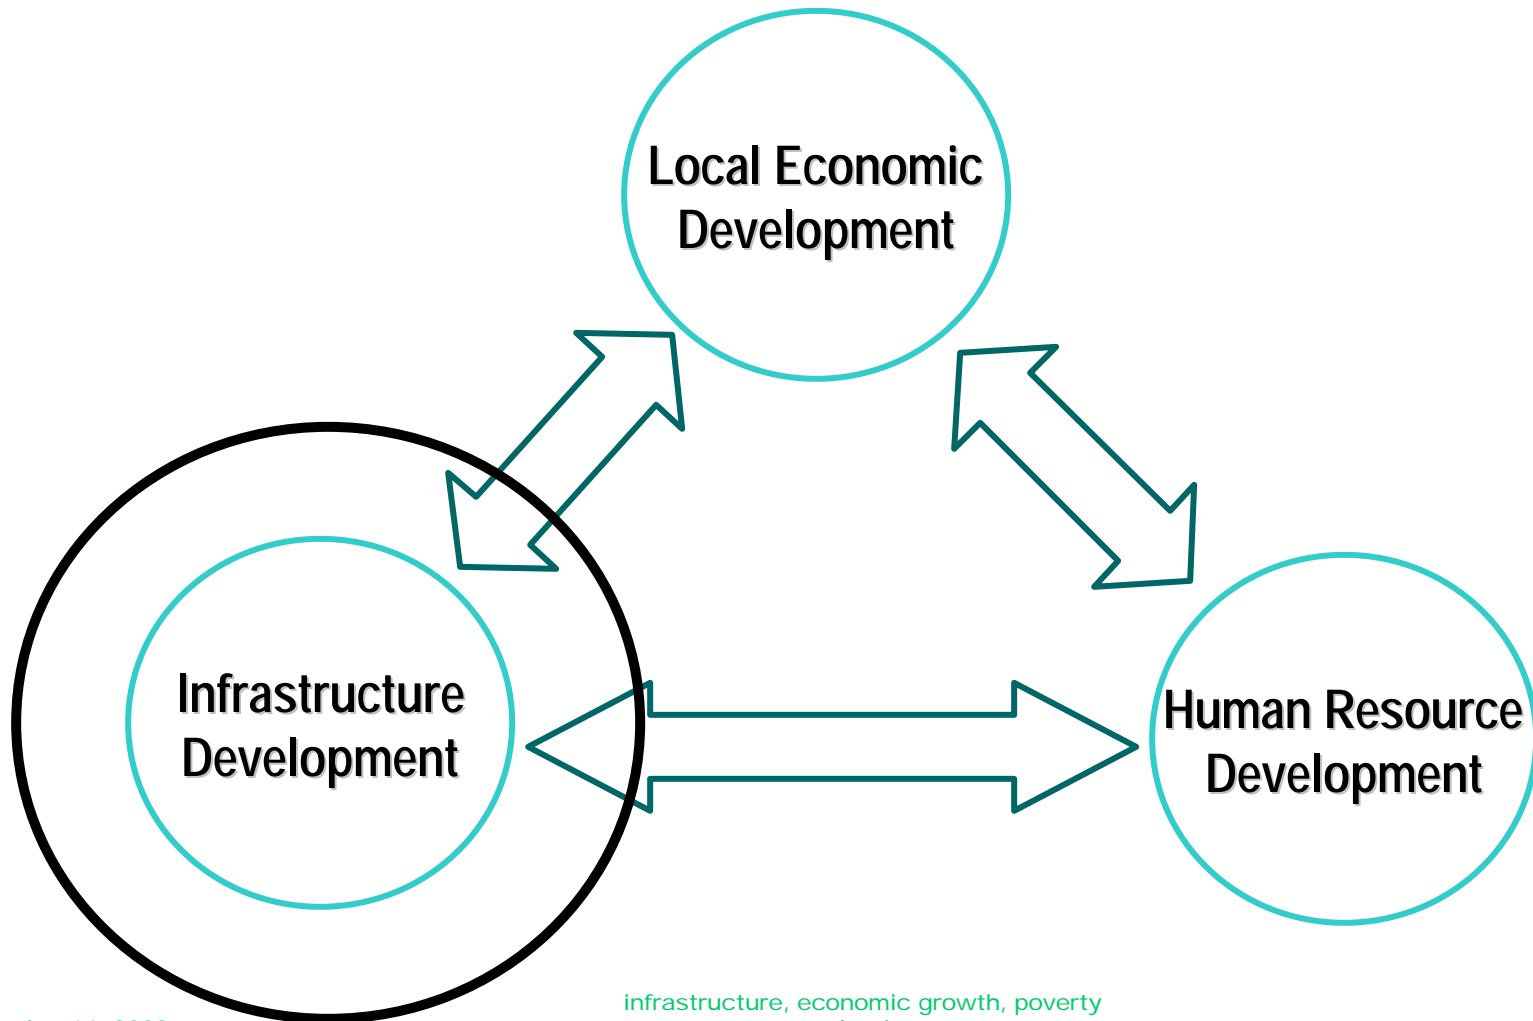 Local Economic
Development
Infrastructure
Development
Human Resource
Development
infrastructure, economic growth, poverty